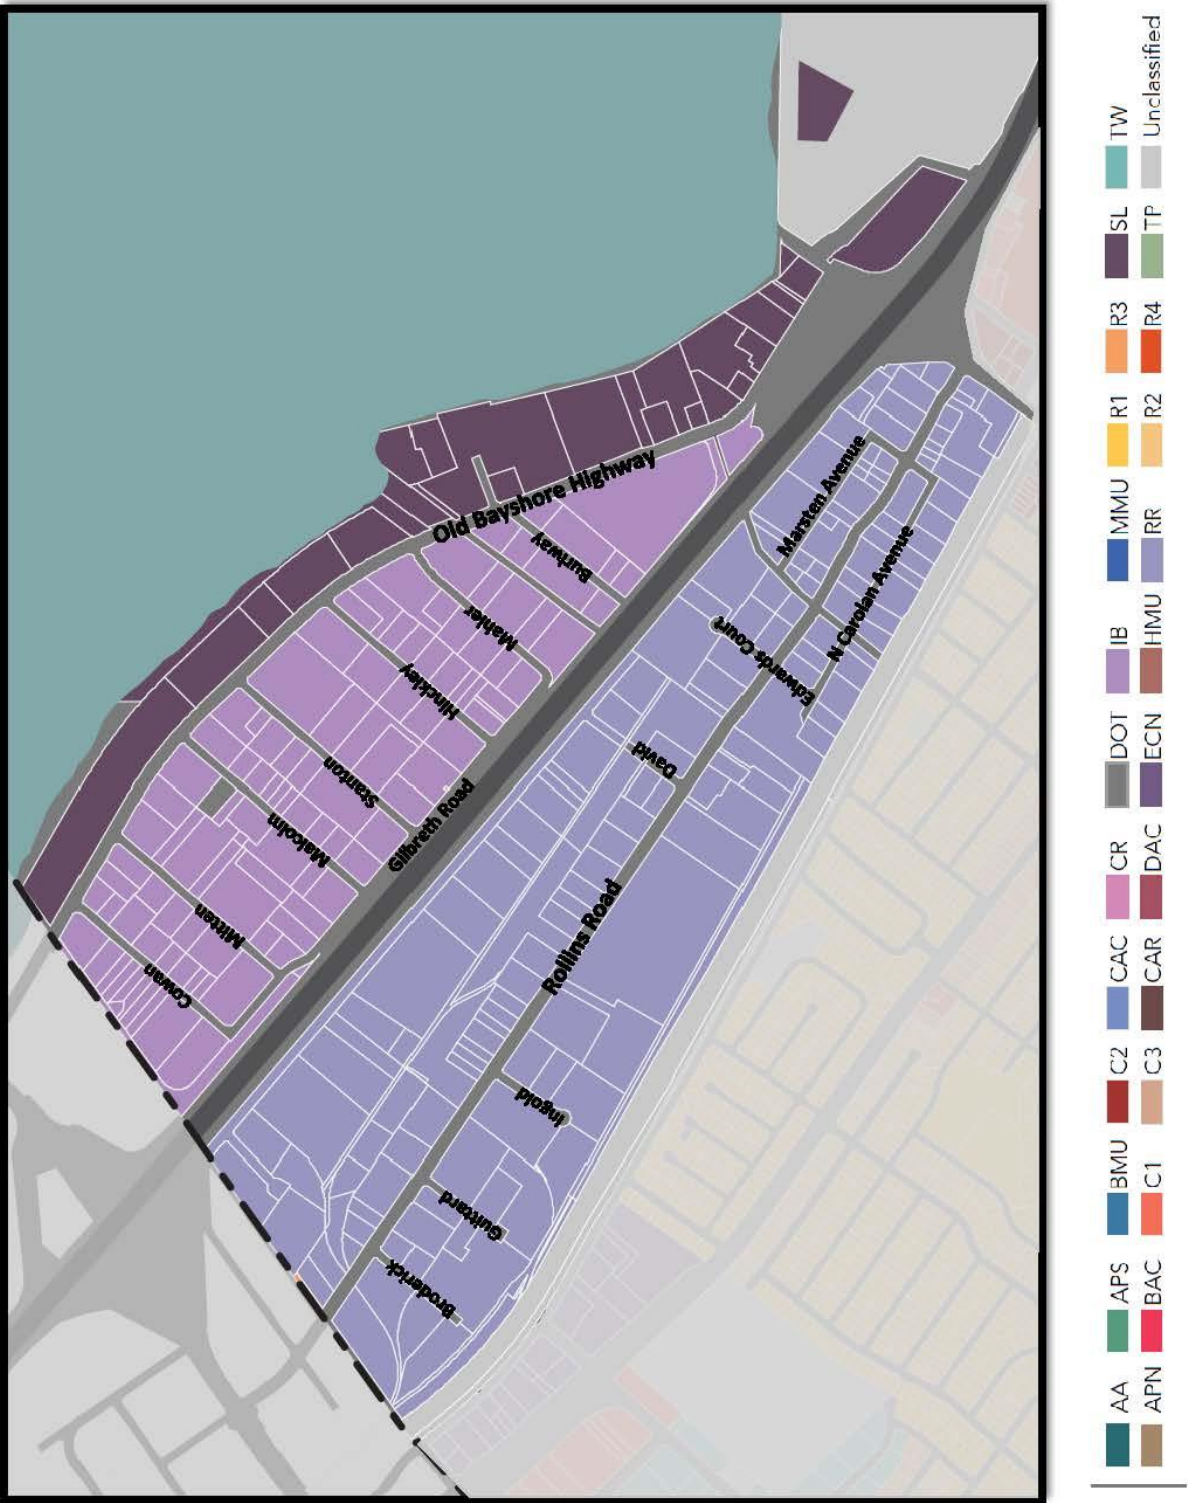 Old Bayshore Highway
Burlway
Mahler
Hinckley
Stanton
Malcolm
Mitten
Cowan
Gilbreth Road
Marsten Avenue
N Carolan Avenue
Edwards Court
David
Rollins Road
Ingold
Guittard
Broderick
AA APS BMU C2 CAC CR DOT IB MMU R1 R3 SL TW
APN BAC C1 C3 CAR DAC ECN HMU RR R2 R4 TP Unclassified